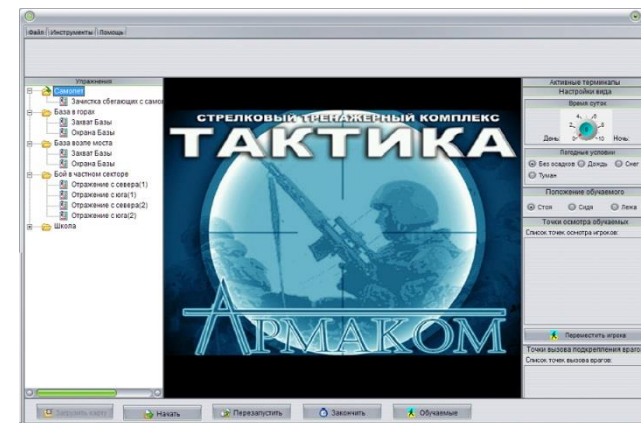 Файл Инструменты Помощь
Упражнения
Самолет
Зачистка сбегающих с само
База в горах
Захват Базы
Охрана Базы
База возле моста
Захват Базы
Охрана Базы
Бой в частном секторе
Отражение с севера(1)
Отражение с юга(1)
Отражение с севера(2)
Отражение с юга(2)
Школа
СТРЕЛКОВЫЙ ТРЕНАЖЕРНЫЙ КОМПЛЕКС
ТАКТИКА
АРМАКОМ
Активные терминалы
Настройки вида
Время суток
День: Ночь:
Погодные условия
Без осадков Дождь Снег
Туман
Положение обучаемого
Стоя Сидя Лежа
Точки осмотра обучаемых
Список точек осмотра игроков:
Переместить игрока
Точки вызова подкрепления враго
Список точек вызова врагов:
Загрузить карту Начать Перезапустить Закончить Обучаемые